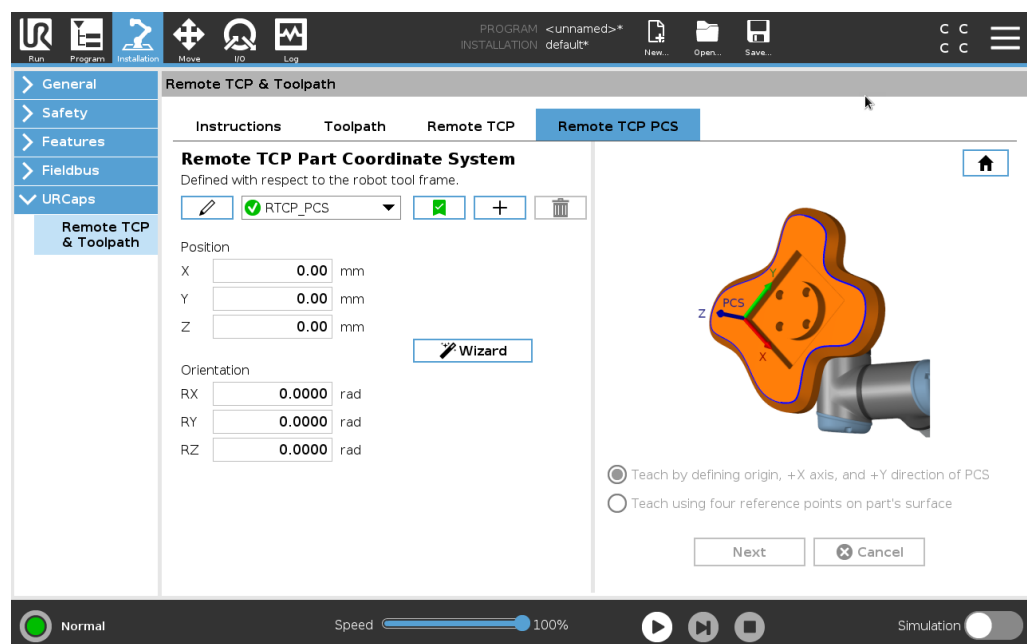 UR
PROGRAM <unnamed>*
INSTALLATION default*
Run Program Installation Move I/O Log New... Open... Save...
C C
C C
General
Safety
Features
Fieldbus
URCaps
Remote TCP
& Toolpath
Remote TCP & Toolpath
Instructions Toolpath Remote TCP Remote TCP PCS
Remote TCP Part Coordinate System
Defined with respect to the robot tool frame.
RTCP_PCS
Position
X 0.00 mm
Y 0.00 mm
Z 0.00 mm
Wizard
Orientation
RX 0.0000 rad
RY 0.0000 rad
RZ 0.0000 rad
Y
PCS
Z
X
Teach by defining origin, +X axis, and +Y direction of PCS
Teach using four reference points on part's surface
Next Cancel
Normal Speed 100% Simulation